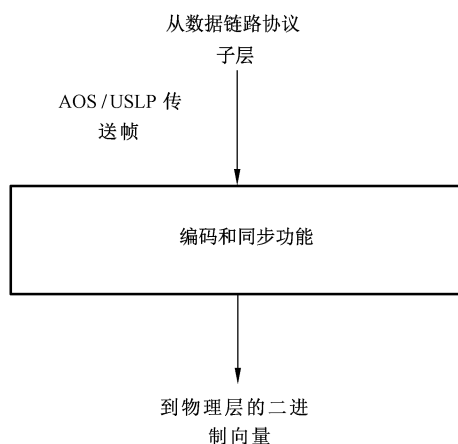 从数据链路协议
子层
AOS/USLP 传
送帧
编码和同步功能
到物理层的二进
制向量